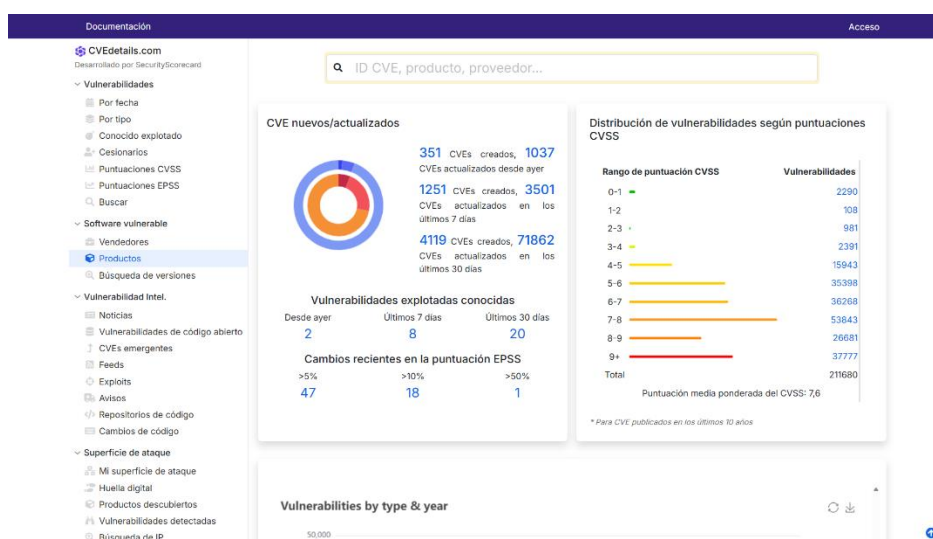 Documentación
Acceso
CVEdetails.com
Desarrollado por SecurityScorecard
Vulnerabilidades
Por fecha
Por tipo
Conocido explotado
Cesionarios
Puntuaciones CVSS
Puntuaciones EPSS
Buscar
Software vulnerable
Vendedores
Productos
Búsqueda de versiones
Vulnerabilidad Intel.
Noticias
Vulnerabilidades de código abierto
CVEs emergentes
Feeds
Exploits
Avisos
Repositorios de código
Cambios de código
Superficie de ataque
Mi superficie de ataque
Huella digital
Productos descubiertos
Vulnerabilidades detectadas
Búsqueda de IP
ID CVE, producto, proveedor...
CVE nuevos/actualizados
351 CVEs creados, 1037
CVEs actualizados desde ayer
1251 CVEs creados, 3501
CVEs actualizados en los
últimos 7 días
4119 CVEs creados, 71862
CVEs actualizados en los
últimos 30 días
Vulnerabilidades explotadas conocidas
Desde ayer Últimos 7 días Últimos 30 días
2 8 20
Cambios recientes en la puntuación EPSS
>5% >10% >50%
47 18 1
Distribución de vulnerabilidades según puntuaciones
CVSS
Rango de puntuación CVSS Vulnerabilidades
0-1 2290
1-2 108
2-3 981
3-4 2391
4-5 15943
5-6 35398
6-7 36268
7-8 53843
8-9 26681
9+ 37777
Total 211680
Puntuación media ponderada del CVSS: 7,6
* Para CVE publicados en los últimos 10 años
Vulnerabilities by type & year
50,000